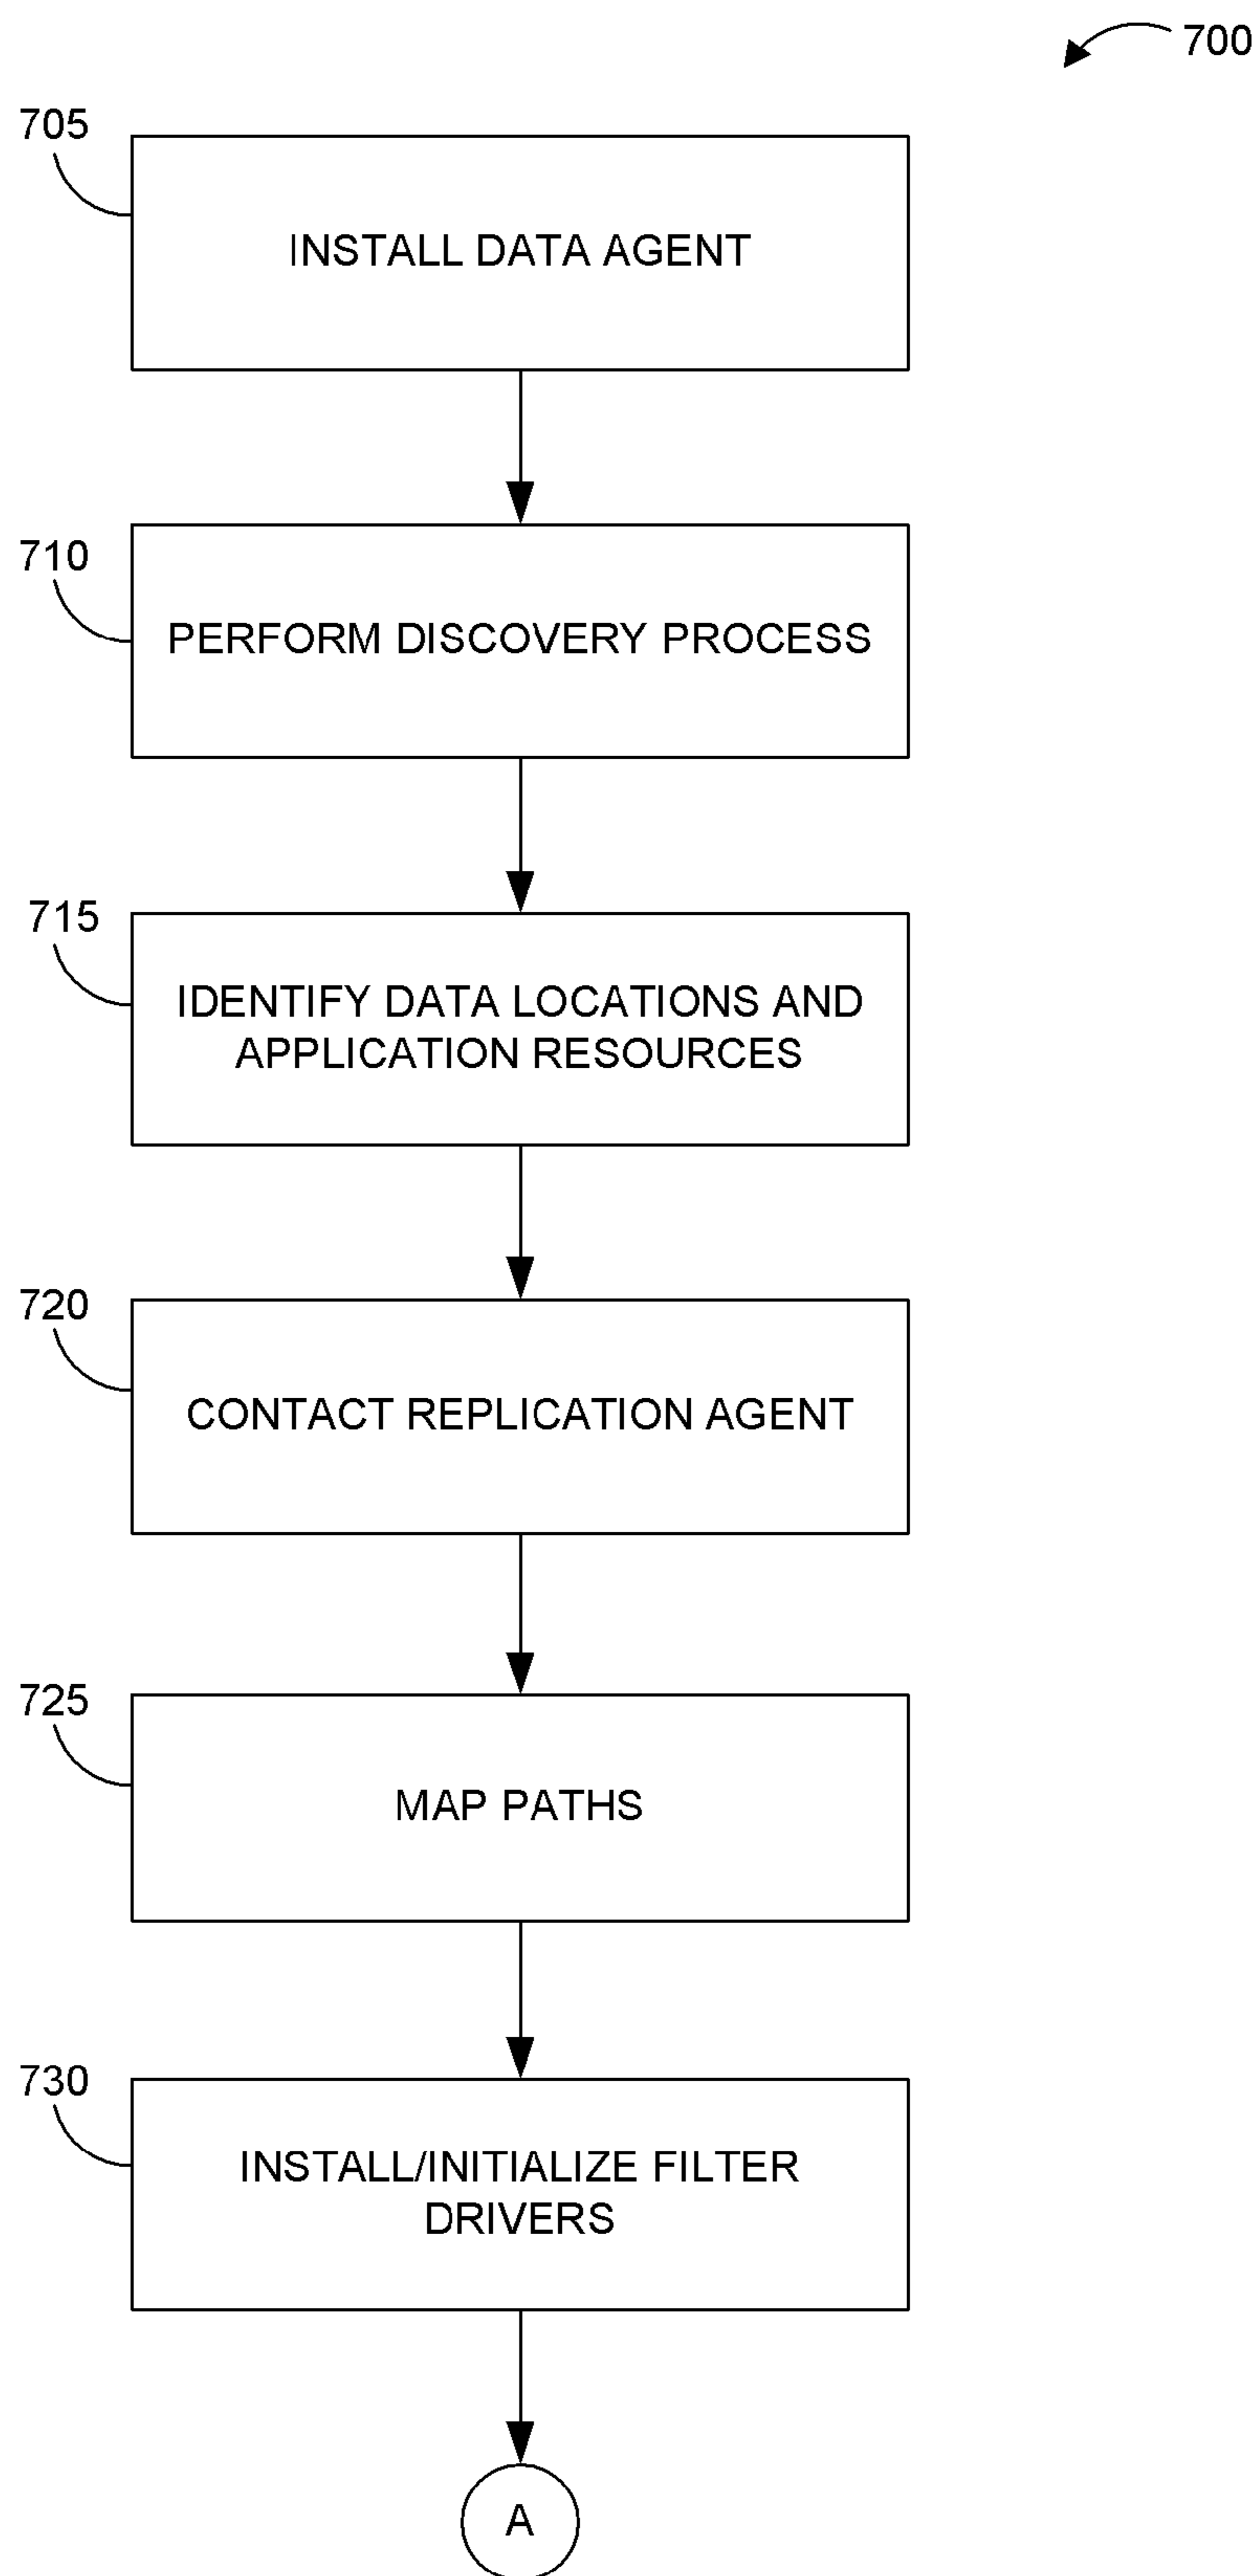 700
705
INSTALL DATA AGENT
710
PERFORM DISCOVERY PROCESS
715
IDENTIFY DATA LOCATIONS AND
APPLICATION RESOURCES
720
CONTACT REPLICATION AGENT
725
MAP PATHS
730
INSTALL/INITIALIZE FILTER
DRIVERS
A